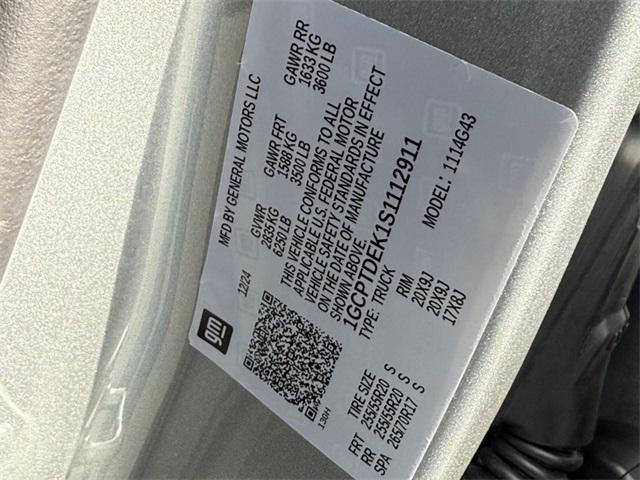 MFD BY GENERAL MOTORS LLC
12/24 GVWR GAWR FRT GAWR RR
2835 KG 1588 KG 1633 KG
6250 LB 3500 LB 3600 LB
THIS VEHICLE CONFORMS TO ALL
APPLICABLE U.S. FEDERAL MOTOR
VEHICLE SAFETY STANDARDS IN EFFECT
ON THE DATE OF MANUFACTURE
SHOWN ABOVE.
1GCPTDEK1S1112911
TYPE: TRUCK MODEL: 1114G43
gm
130H
TIRE SIZE RIM
FRT 255/55R20 S 20X9J
RR 255/55R20 S 20X9J
SPA 265/70R17 S 17X8J